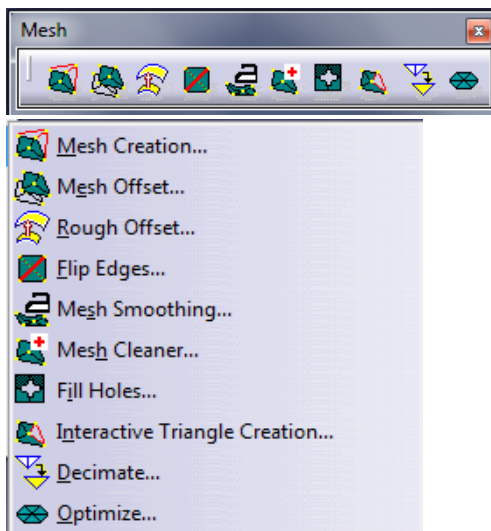 Mesh
Mesh Creation...
Mesh Offset...
Rough Offset...
Flip Edges...
Mesh Smoothing...
Mesh Cleaner...
Fill Holes...
Interactive Triangle Creation...
Decimate...
Optimize...